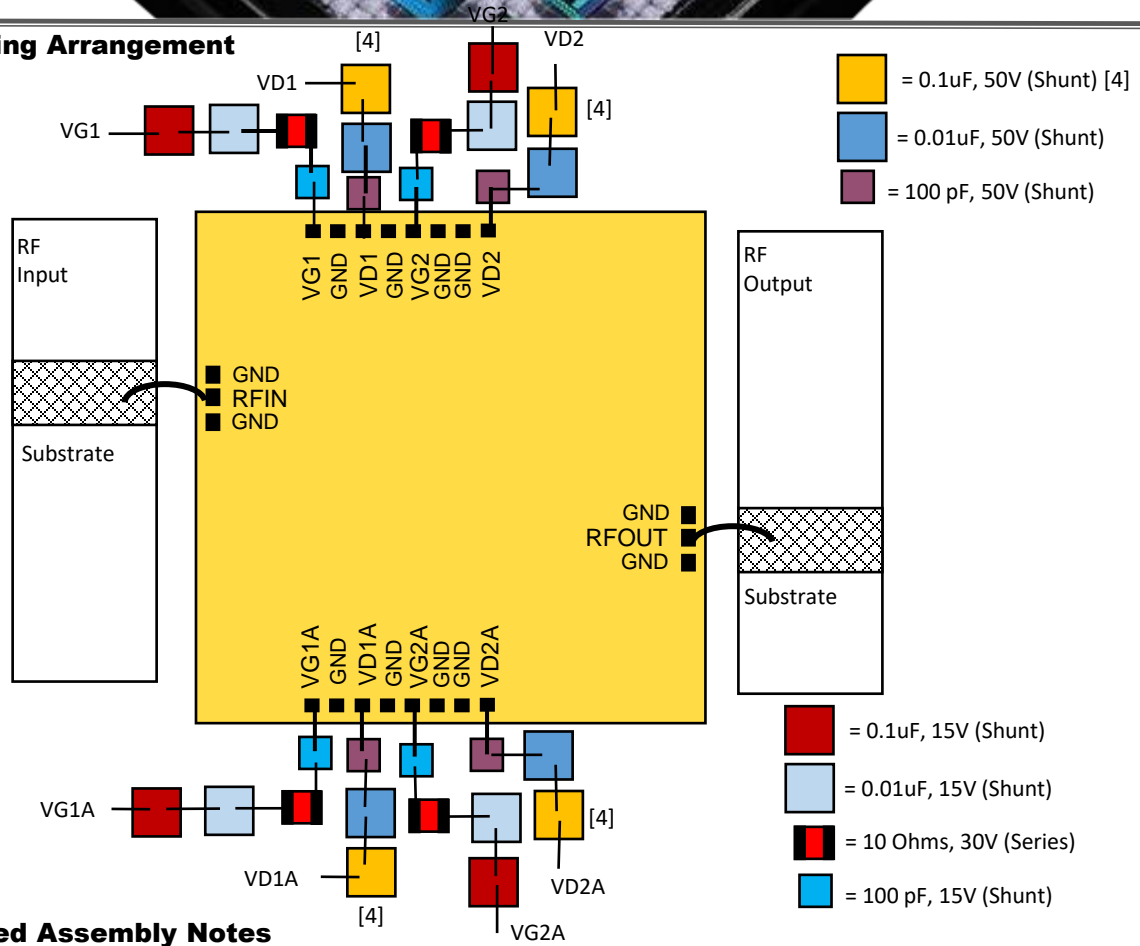 VG2
ing Arrangement
[4]
VD2
VD1
[4]
VG1
= 0.1uF, 50V (Shunt) [4]
= 0.01uF, 50V (Shunt)
= 100 pF, 50V (Shunt)
RF
Input
RF
Output
VG1
GND
VD1
GND
VG2
GND
GND
VD2
GND
RFIN
GND
Substrate
GND
RFOUT
GND
Substrate
VG1A
GND
VD1A
GND
VG2A
GND
GND
VD2A
= 0.1uF, 15V (Shunt)
= 0.01uF, 15V (Shunt)
= 10 Ohms, 30V (Series)
= 100 pF, 15V (Shunt)
VG1A
[4]
VD1A
VD2A
[4]
VG2A
ed Assembly Notes